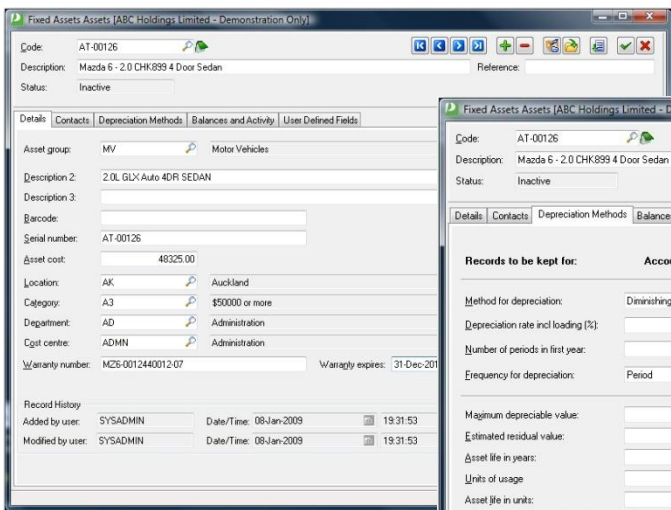 Fixed Assets Assets [ABC Holdings Limited - Demonstration Only]
Code: AT-00126
Description: Mazda 6 - 2.0 CHK899 4 Door Sedan Reference:
Status: Inactive
Details Contacts Depreciation Methods Balances and Activity User Defined Fields
Asset group: MV Motor Vehicles
Description 2: 2.0L GLX Auto 4DR SEDAN
Description 3:
Barcode:
Serial number: AT-00126
Asset cost: 48325.00
Location: AK Auckland
Category: A3 $50000 or more
Department: AD Administration
Cost centre: ADMN Administration
Warranty number: MZ6-0012440012-07 Warranty expires: 31-Dec-201
Record History
Added by user: SYSADMIN Date/Time: 08-Jan-2009 19:31:53
Modified by user: SYSADMIN Date/Time: 08-Jan-2009 19:31:53
Fixed Assets Assets [ABC Holdings Limited - D
Code: AT-00126
Description: Mazda 6 - 2.0 CHK899 4 Door Sedan
Status: Inactive
Details Contacts Depreciation Methods Balance
Records to be kept for: Acco
Method for depreciation: Diminishing
Depreciation rate incl loading (%):
Number of periods in first year:
Frequency for depreciation: Period
Maximum depreciable value:
Estimated residual value:
Asset life in years:
Units of usage
Asset life in units: